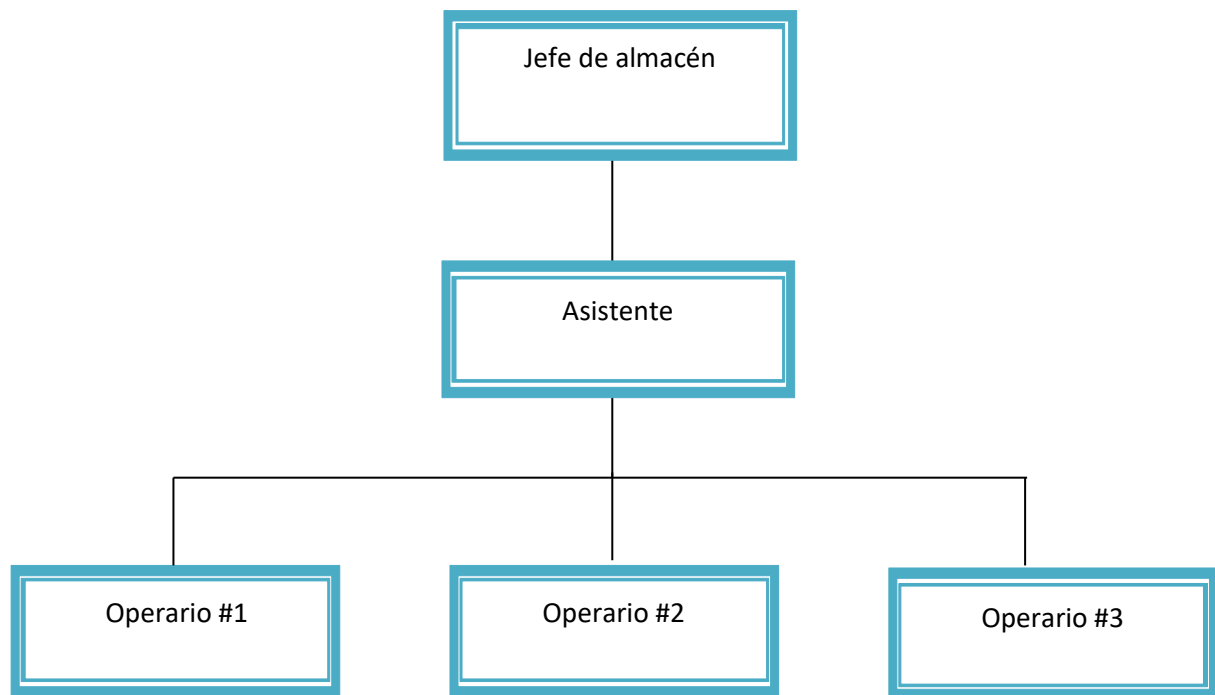 Jefe de almacén
Asistente
Operario #1
Operario #2
Operario #3